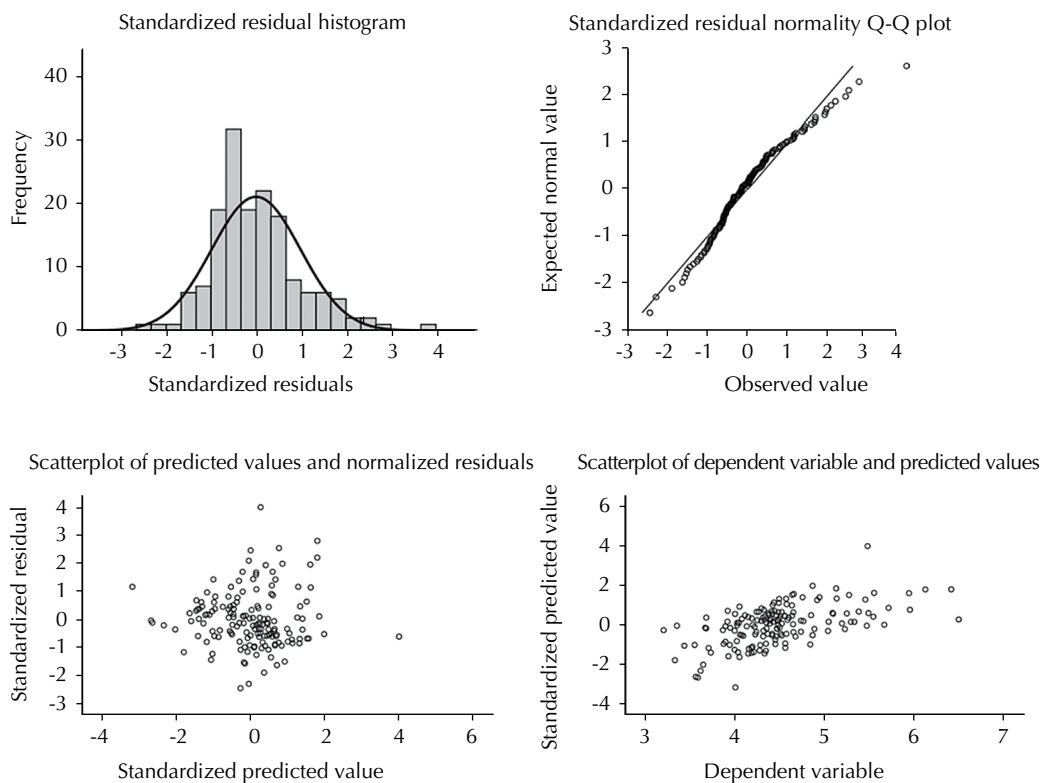 Standardized residual histogram
40
30
20
10
0
Frequency
-3 -2 -1 0 1 2 3 4
Standardized residuals
Standardized residual normality Q-Q plot
3
2
1
0
-1
-2
-3
Expected normal value
-3 -2 -1 0 1 2 3 4
Observed value
Scatterplot of predicted values and normalized residuals
4
3
2
1
0
-1
-2
-3
Standardized residual
-4 -2 0 2 4 6
Standardized predicted value
Scatterplot of dependent variable and predicted values
6
4
2
0
-2
-4
Standardized predicted value
3 4 5 6 7
Dependent variable